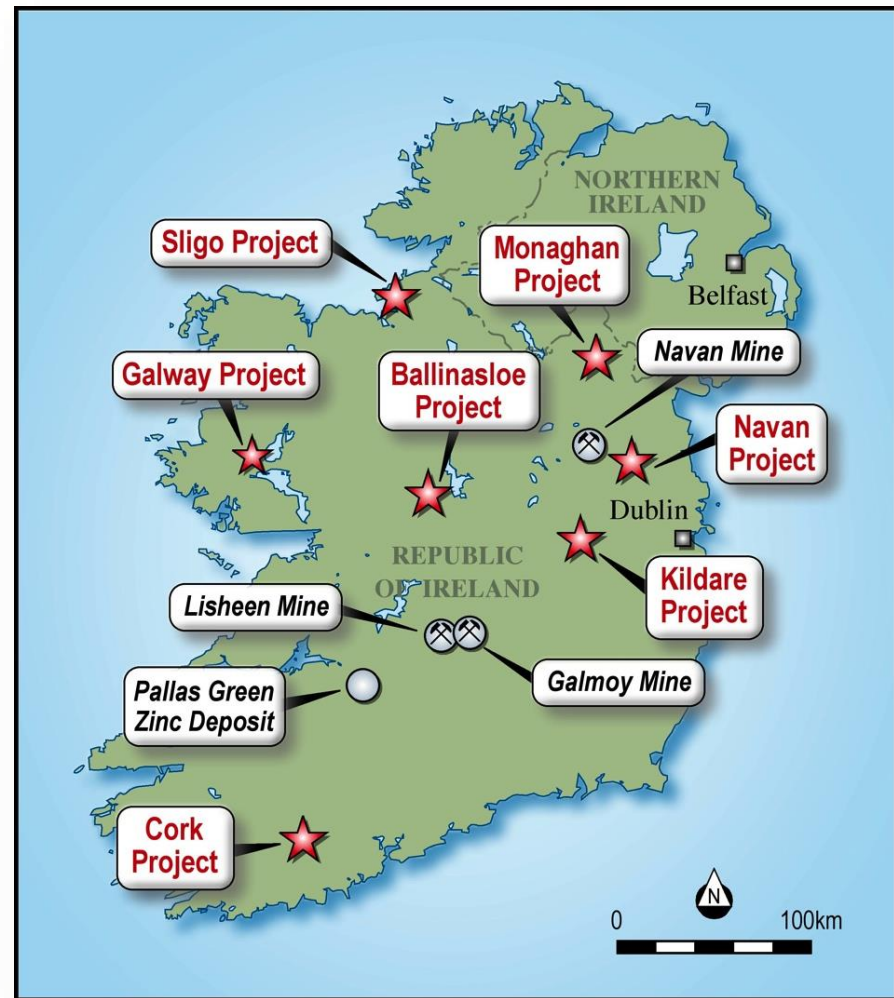 NORTHERN
IRELAND
Sligo Project
Monaghan
Project
Belfast
Navan Mine
Galway Project
Ballinasloe
Project
Navan
Project
Dublin
REPUBLIC
OF IRELAND
Kildare
Project
Lisheen Mine
Galmoy Mine
Pallas Green
Zinc Deposit
Cork
Project
N
0 100km